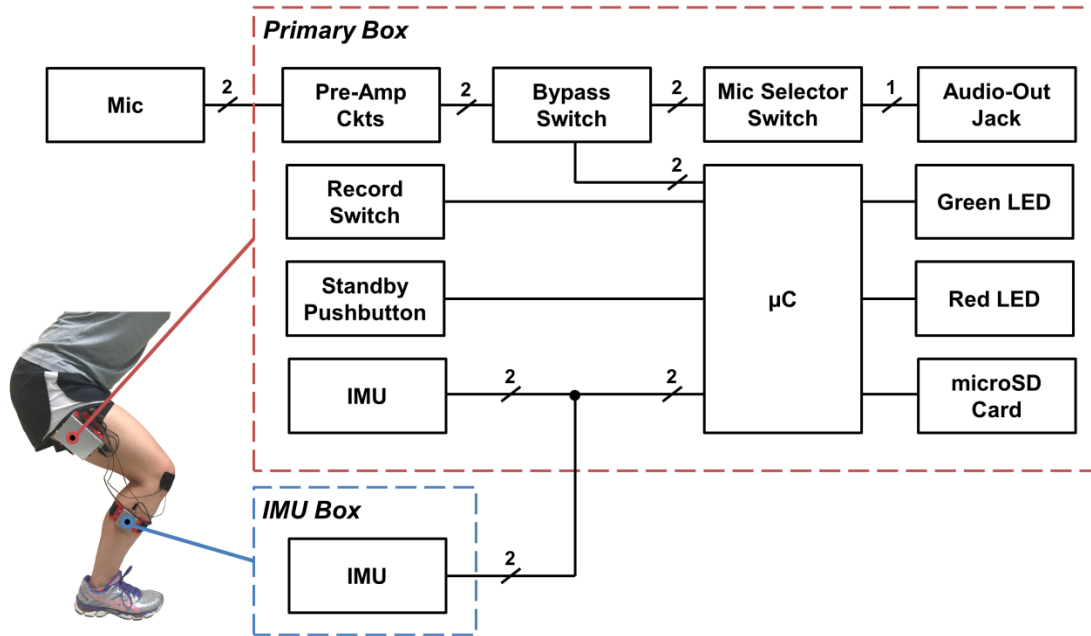 Primary Box
Mic
2
Pre-Amp
Ckts
2
Bypass
Switch
2
Mic Selector
Switch
1
Audio-Out
Jack
2
Record
Switch
Green LED
Standby
Pushbutton
µC
Red LED
IMU
2
2
microSD
Card
IMU Box
IMU
2